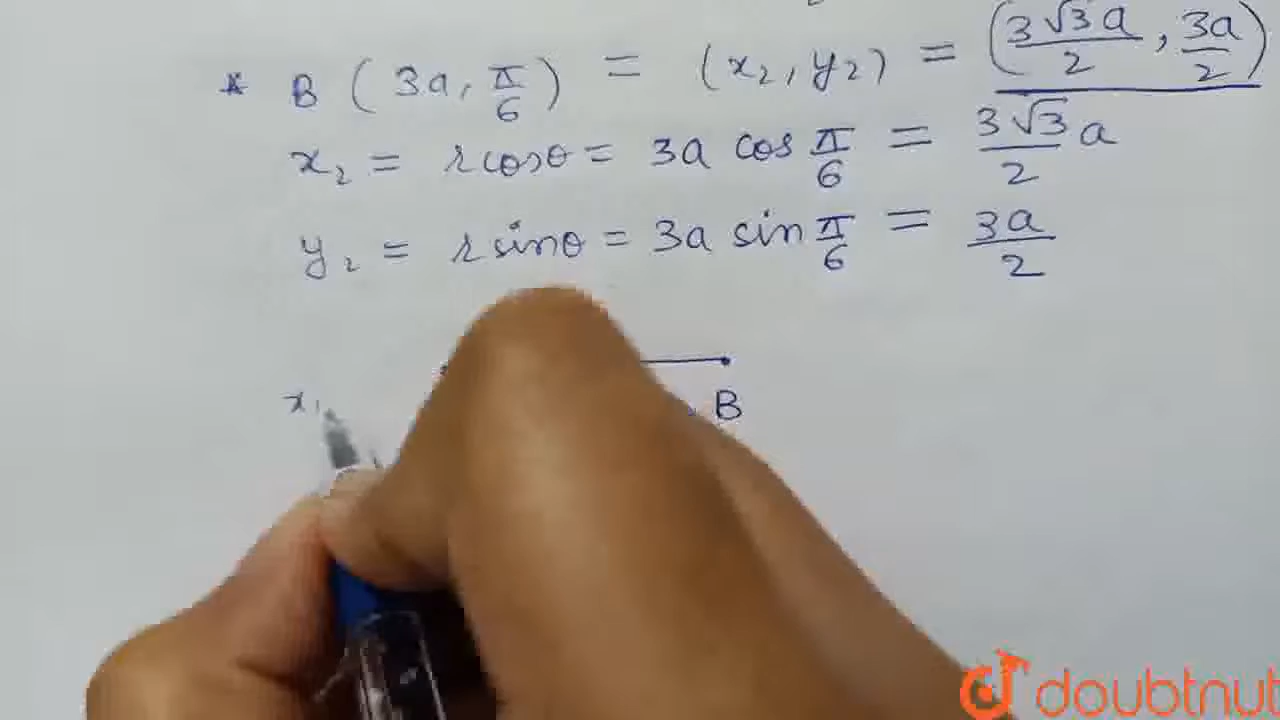 * B ( 3a, π/6 ) = (x₂, y₂) = (3√3a/2, 3a/2)
x₂ = r cosθ = 3a cos π/6 = 3√3/2 a
y₂ = r sinθ = 3a sin π/6 = 3a/2
x₁
B
doubtnut